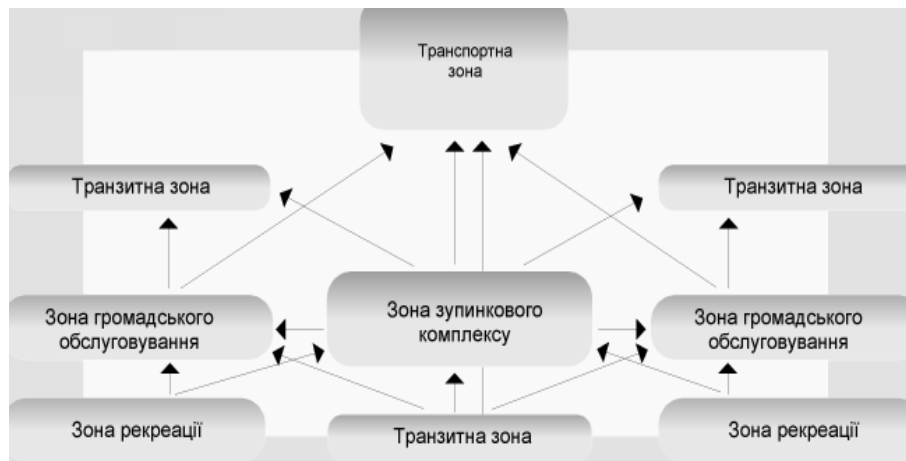 Транспортна
зона
Транзитна зона
Транзитна зона
Зона громадського
обслуговування
Зона зупинкового
комплексу
Зона громадського
обслуговування
Зона рекреації
Транзитна зона
Зона рекреації